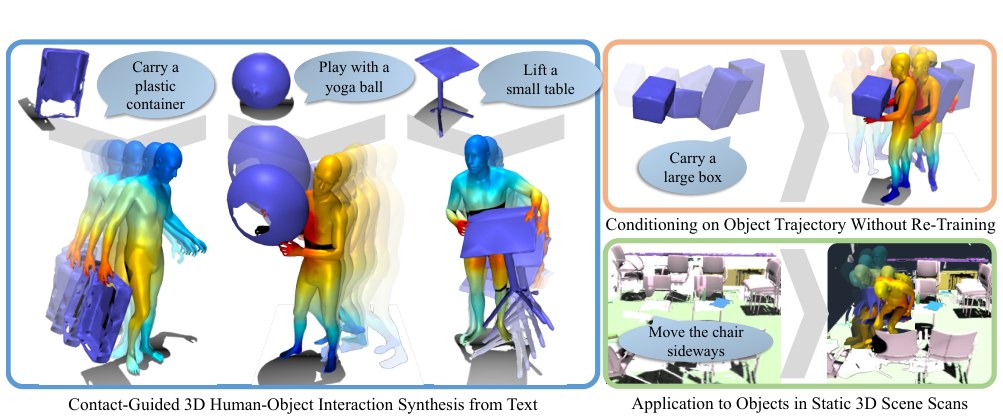 Carry a
plastic
container
Play with a
yoga ball
Lift a
small table
Contact-Guided 3D Human-Object Interaction Synthesis from Text
Carry a
large box
Conditioning on Object Trajectory Without Re-Training
Move the chair
sideways
Application to Objects in Static 3D Scene Scans